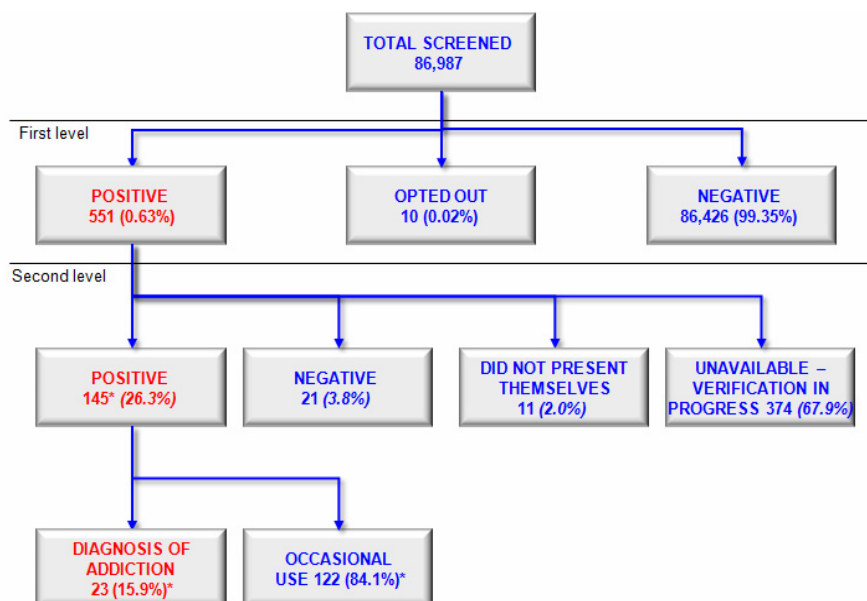 TOTAL SCREENED
86,987
First level
POSITIVE
551 (0.63%)
OPTED OUT
10 (0.02%)
NEGATIVE
86,426 (99.35%)
Second level
POSITIVE
145* (26.3%)
NEGATIVE
21 (3.8%)
DID NOT PRESENT
THEMSELVES
11 (2.0%)
UNAVAILABLE –
VERIFICATION IN
PROGRESS 374 (67.9%)
DIAGNOSIS OF
ADDICTION
23 (15.9%)*
OCCASIONAL
USE 122 (84.1%)*